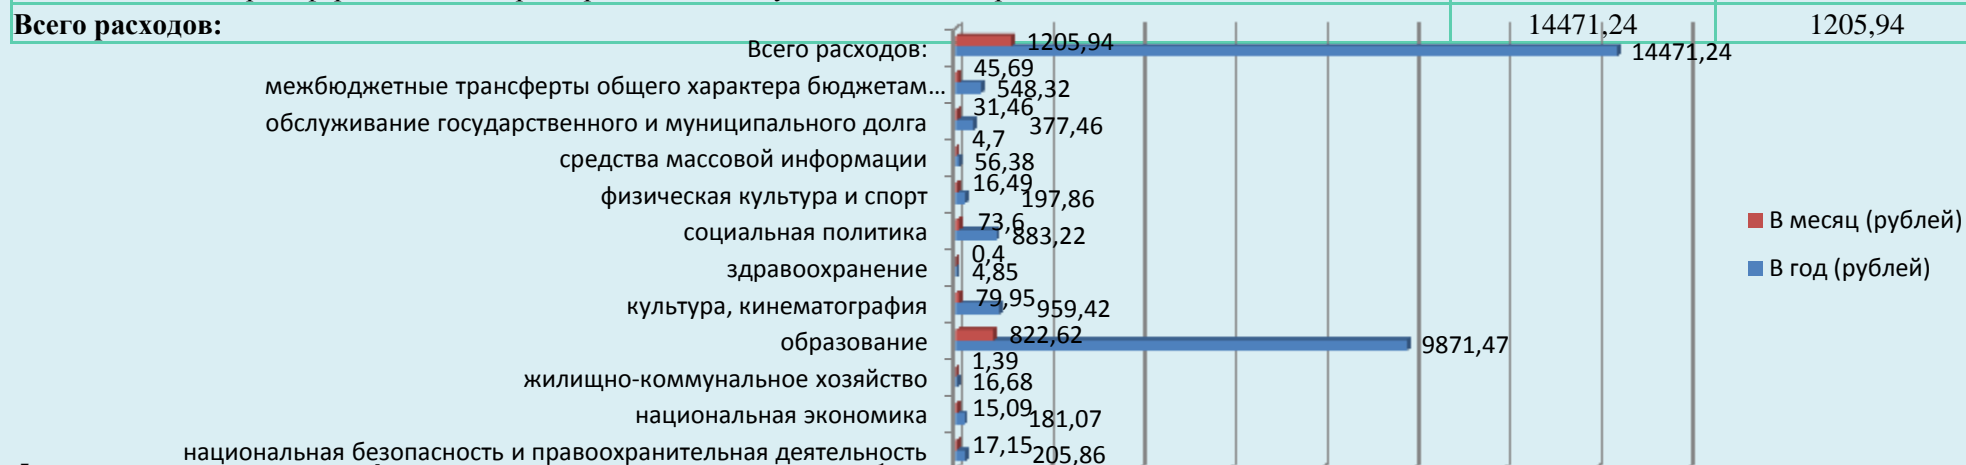 Всего расходов: 14471,24 1205,94
Всего расходов: 1205,94 14471,24
межбюджетные трансферты общего характера бюджетам… 45,69 548,32
обслуживание государственного и муниципального долга 31,46 377,46
средства массовой информации 4,7 56,38
физическая культура и спорт 16,49 197,86
социальная политика 73,6 883,22
здравоохранение 0,4 4,85
культура, кинематография 79,95 959,42
образование 822,62 9871,47
жилищно-коммунальное хозяйство 1,39 16,68
национальная экономика 15,09 181,07
национальная безопасность и правоохранительная деятельность 17,15 205,86
В месяц (рублей)
В год (рублей)